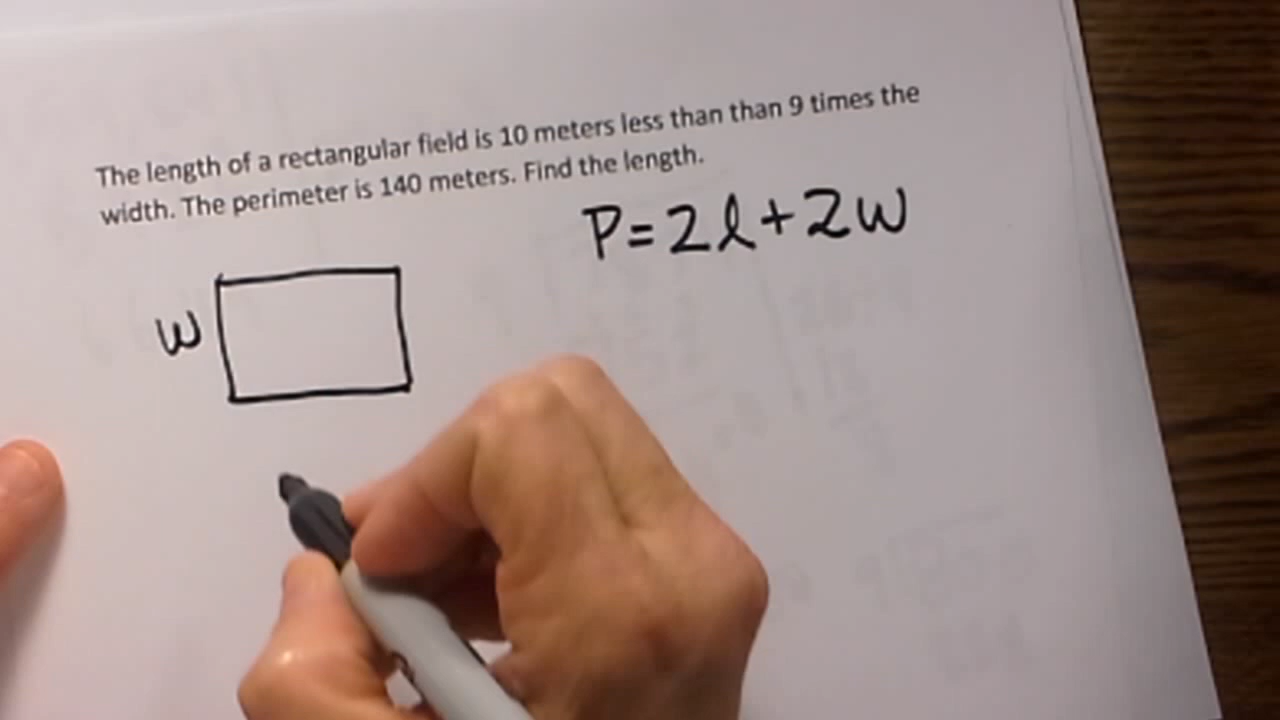 The length of a rectangular field is 10 meters less than than 9 times the
width. The perimeter is 140 meters. Find the length.
P=2l+2w
w